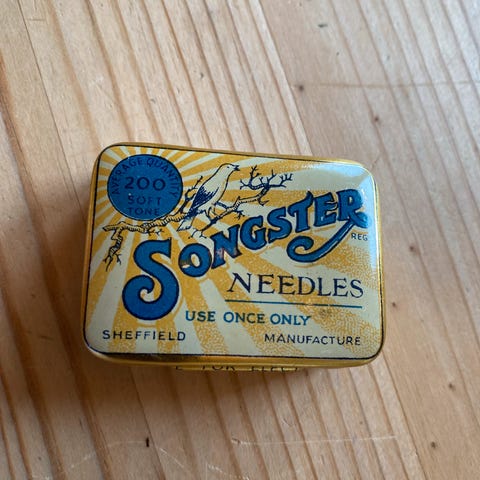 AVERAGE QUANTITY
200
SOFT
TONE
SONGSTER
REG
NEEDLES
USE ONCE ONLY
SHEFFIELD MANUFACTURE